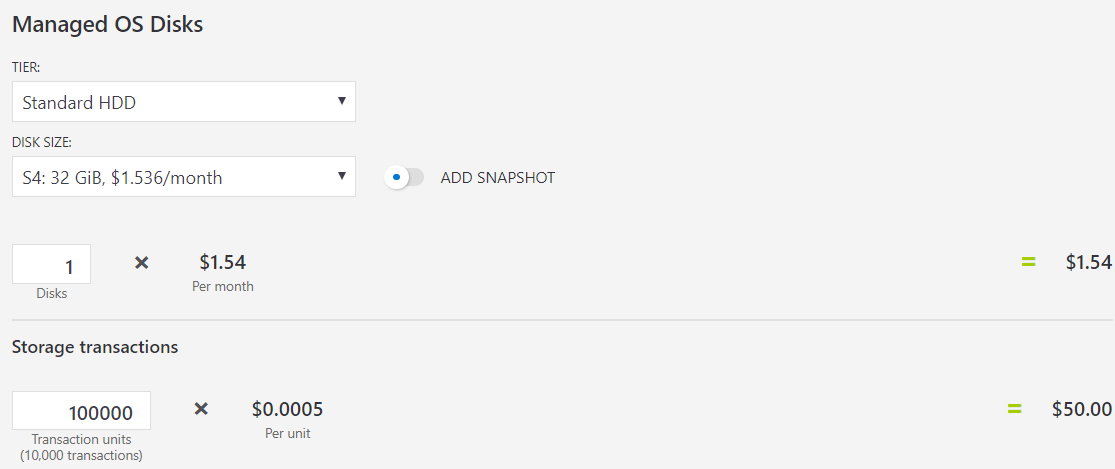 Managed OS Disks
TIER:
Standard HDD
DISK SIZE:
S4: 32 GiB, $1.536/month
ADD SNAPSHOT
1 × $1.54 = $1.54
Disks Per month
Storage transactions
100000 × $0.0005 = $50.00
Transaction units Per unit
(10,000 transactions)